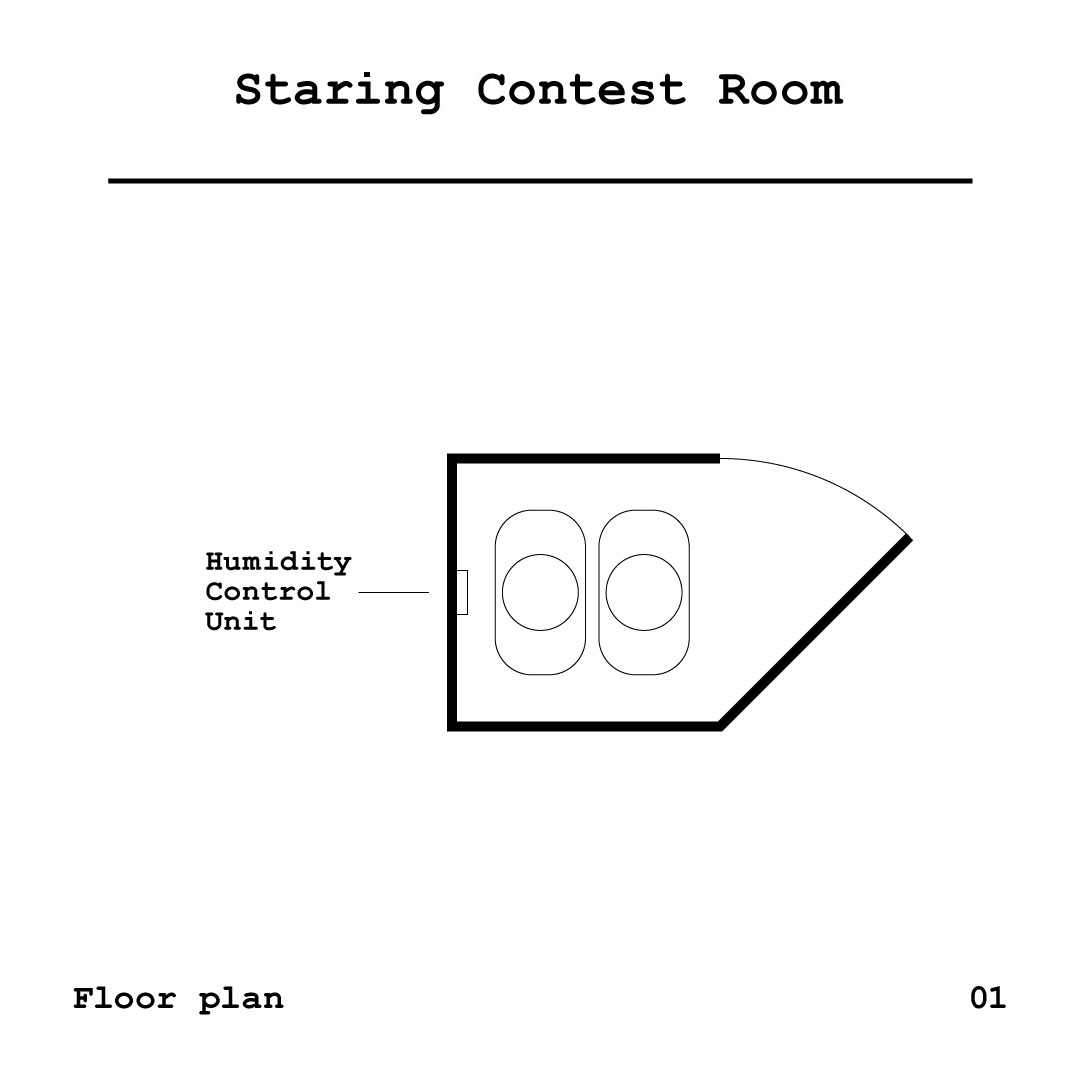 Staring Contest Room
Humidity
Control
Unit
Floor plan
01